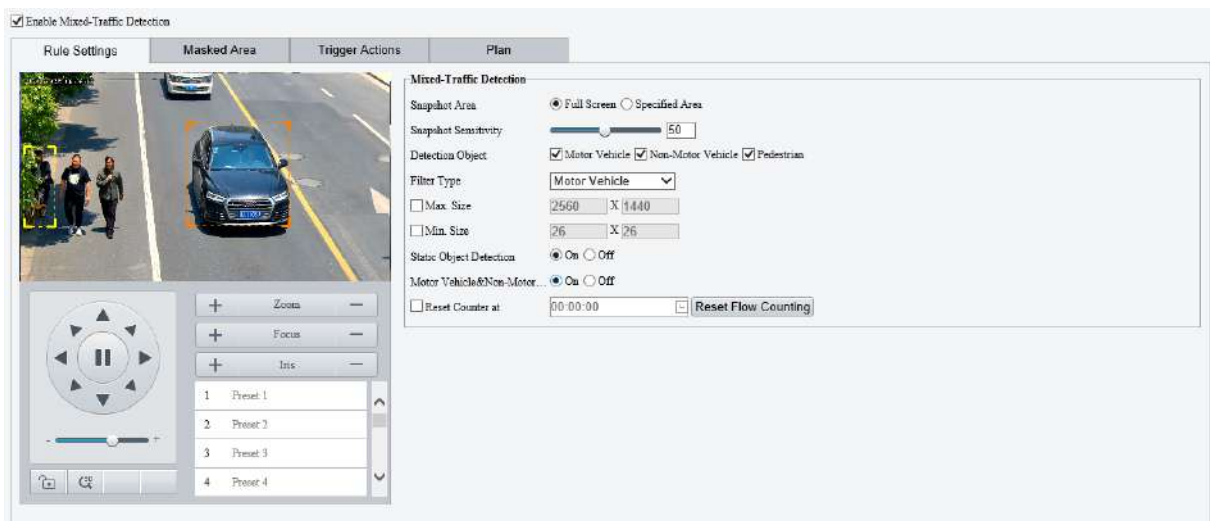 Enable Mixed-Traffic Detection
Rule Settings Masked Area Trigger Actions Plan
Mixed-Traffic Detection
Snapshot Area Full Screen Specified Area
Snapshot Sensitivity 50
Detection Object Motor Vehicle Non-Motor Vehicle Pedestrian
Filter Type Motor Vehicle
Max. Size 2560 X 1440
Min. Size 26 X 26
Static Object Detection On Off
Motor Vehicle&Non-Motor... On Off
Reset Counter at 00:00:00 Reset Flow Counting
+ Zoom −
+ Focus −
+ Iris −
1 Preset 1
2 Preset 2
3 Preset 3
4 Preset 4
- +